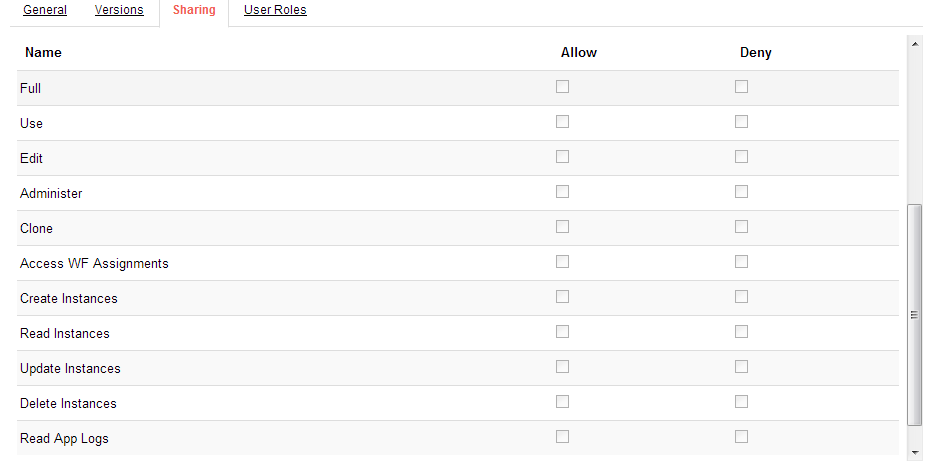 General Versions Sharing User Roles
Name Allow Deny
Full
Use
Edit
Administer
Clone
Access WF Assignments
Create Instances
Read Instances
Update Instances
Delete Instances
Read App Logs